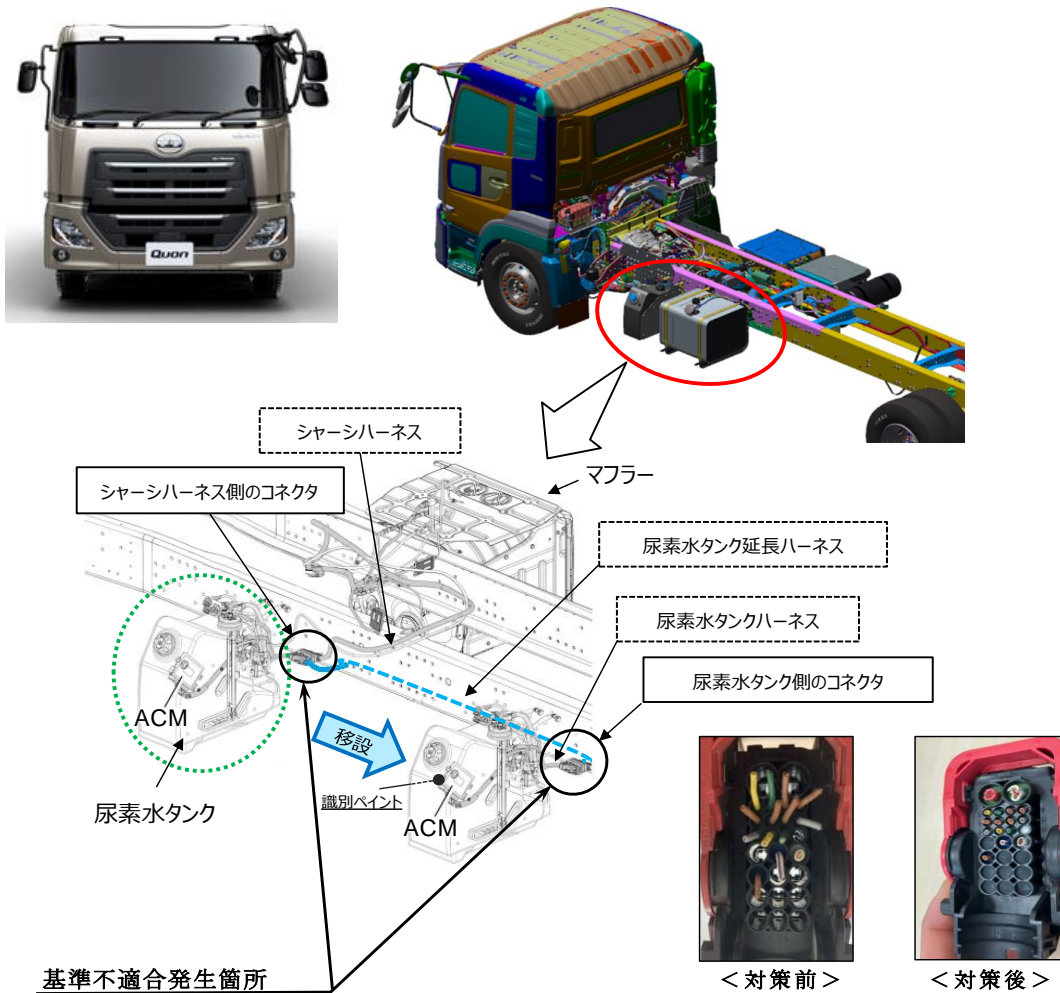 Quon
シャーシハーネス
マフラー
シャーシハーネス側のコネクタ
尿素水タンク延長ハーネス
尿素水タンクハーネス
尿素水タンク側のコネクタ
ACM
移設
尿素水タンク
識別ペイント
ACM
基準不適合発生箇所
＜対策前＞
＜対策後＞